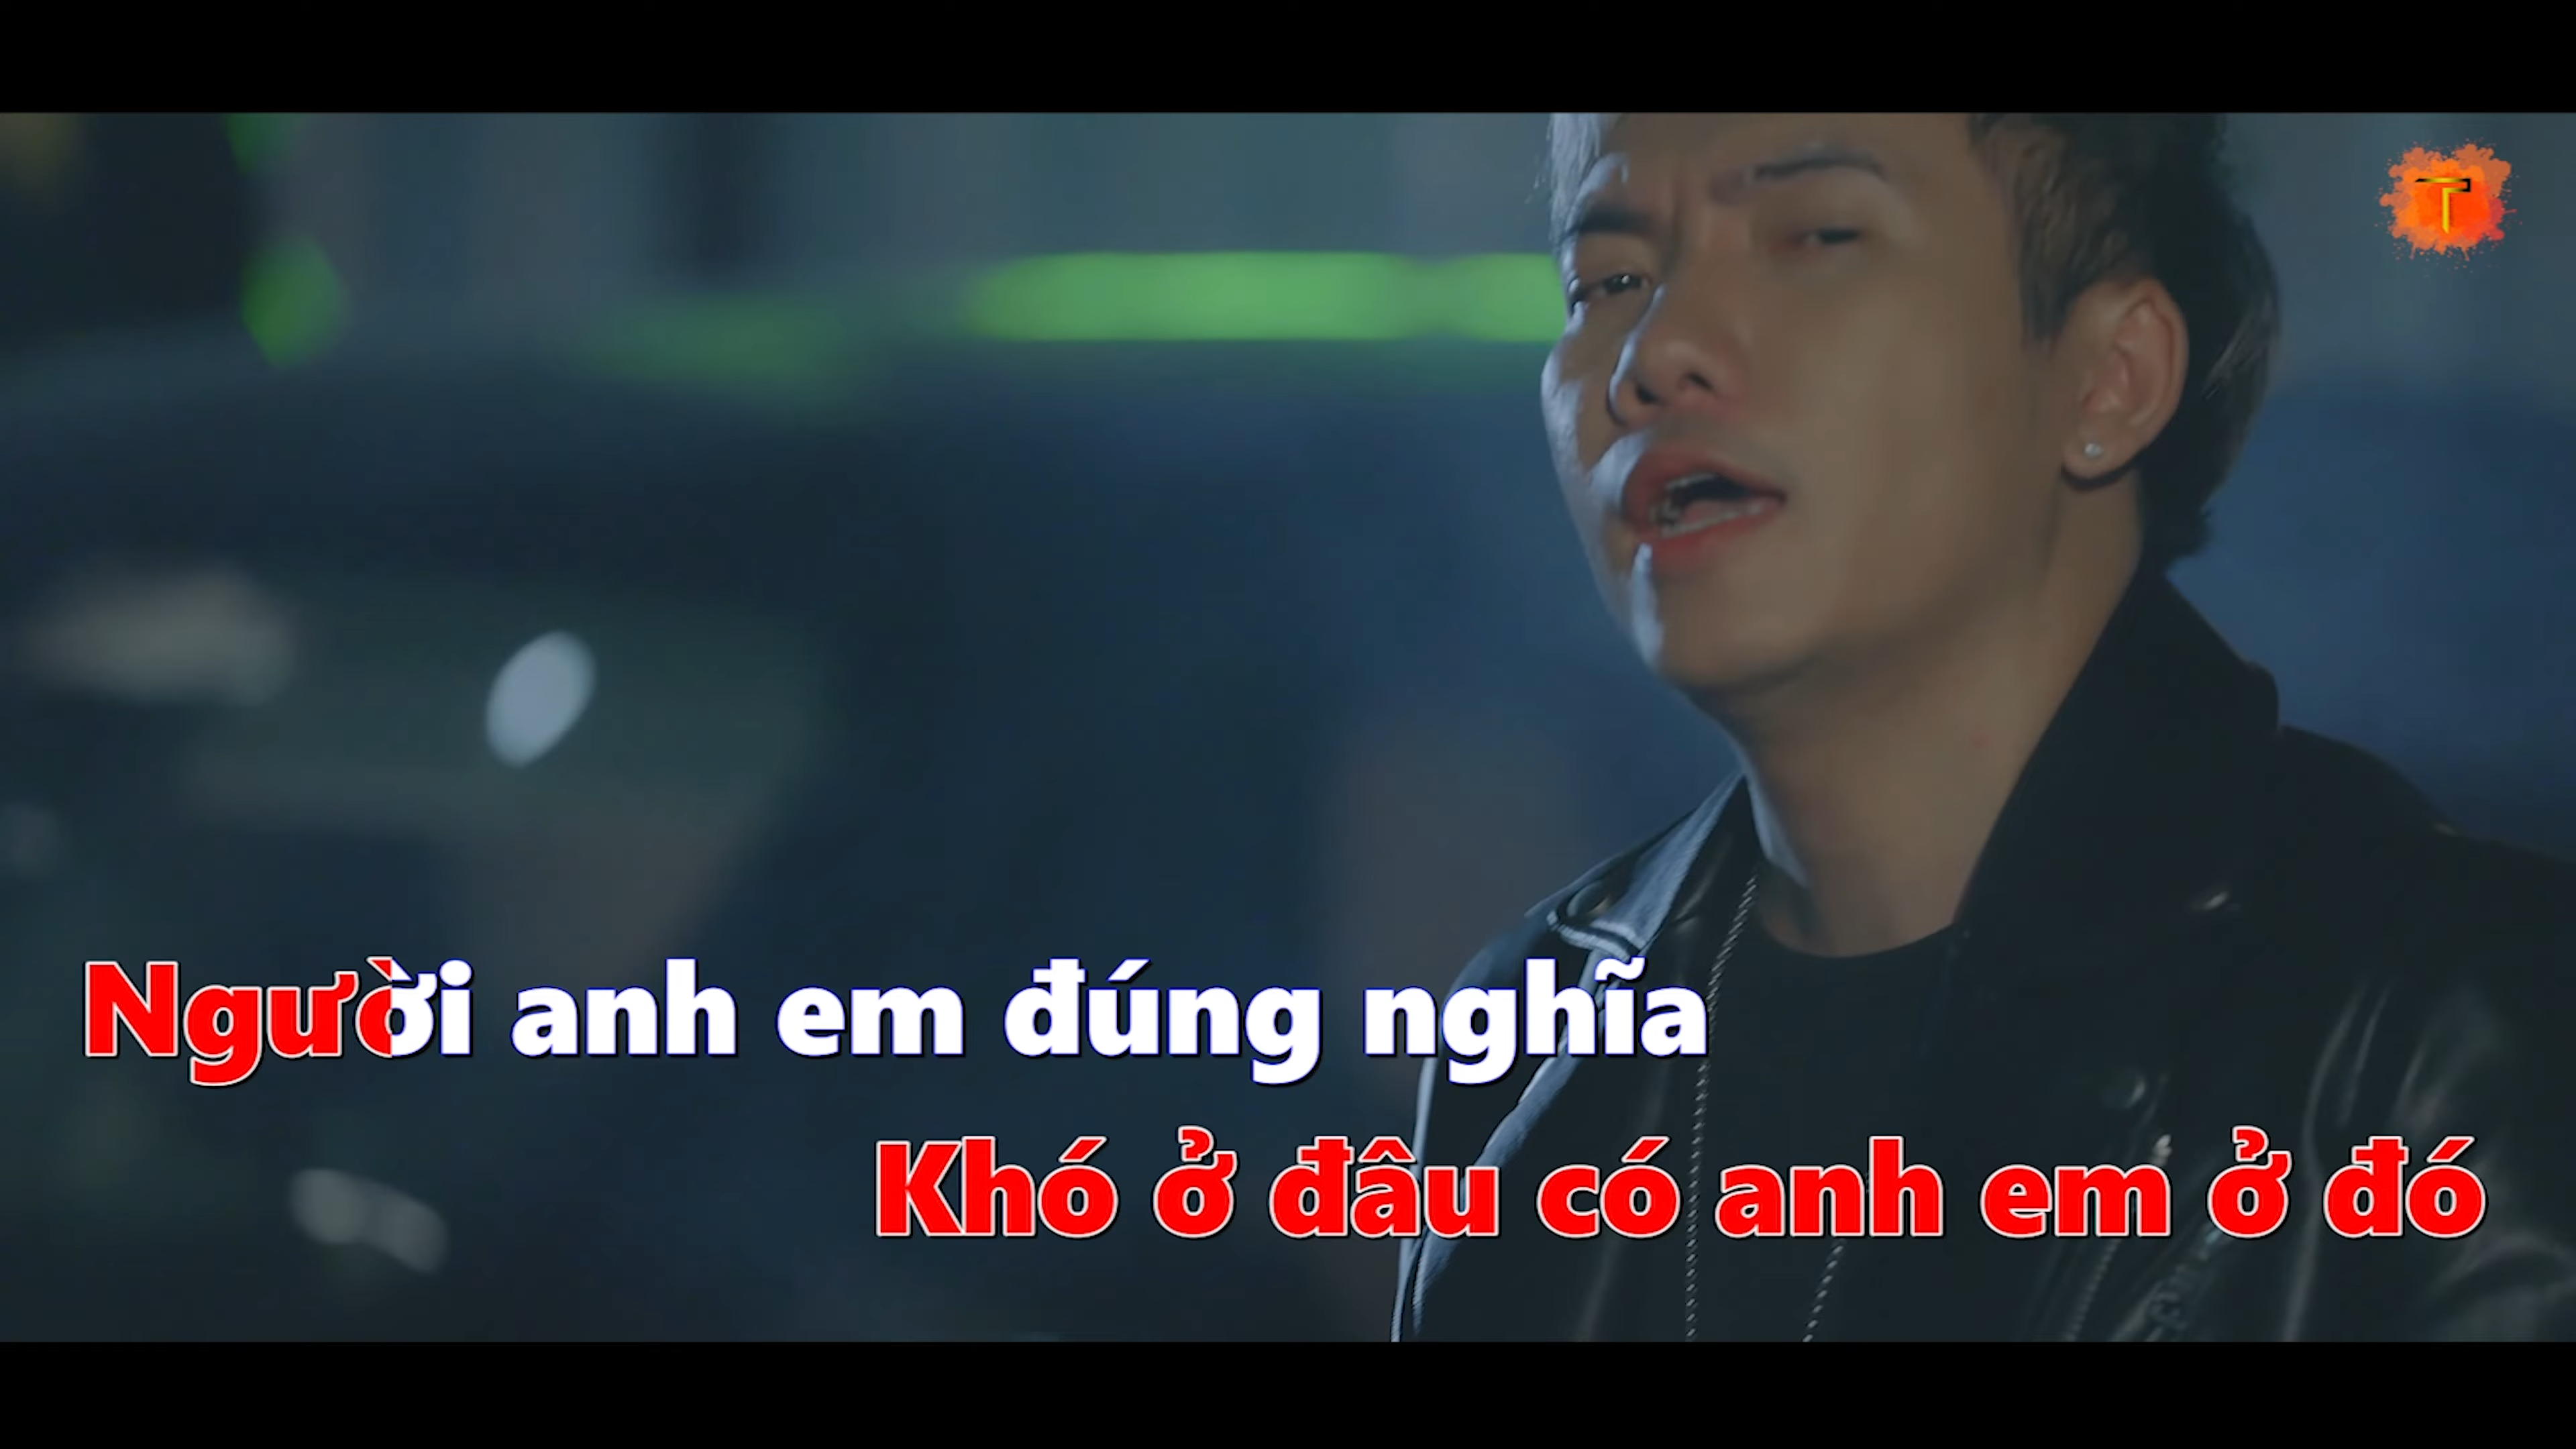 T
Người anh em đúng nghĩa
Khó ở đâu có anh em ở đó